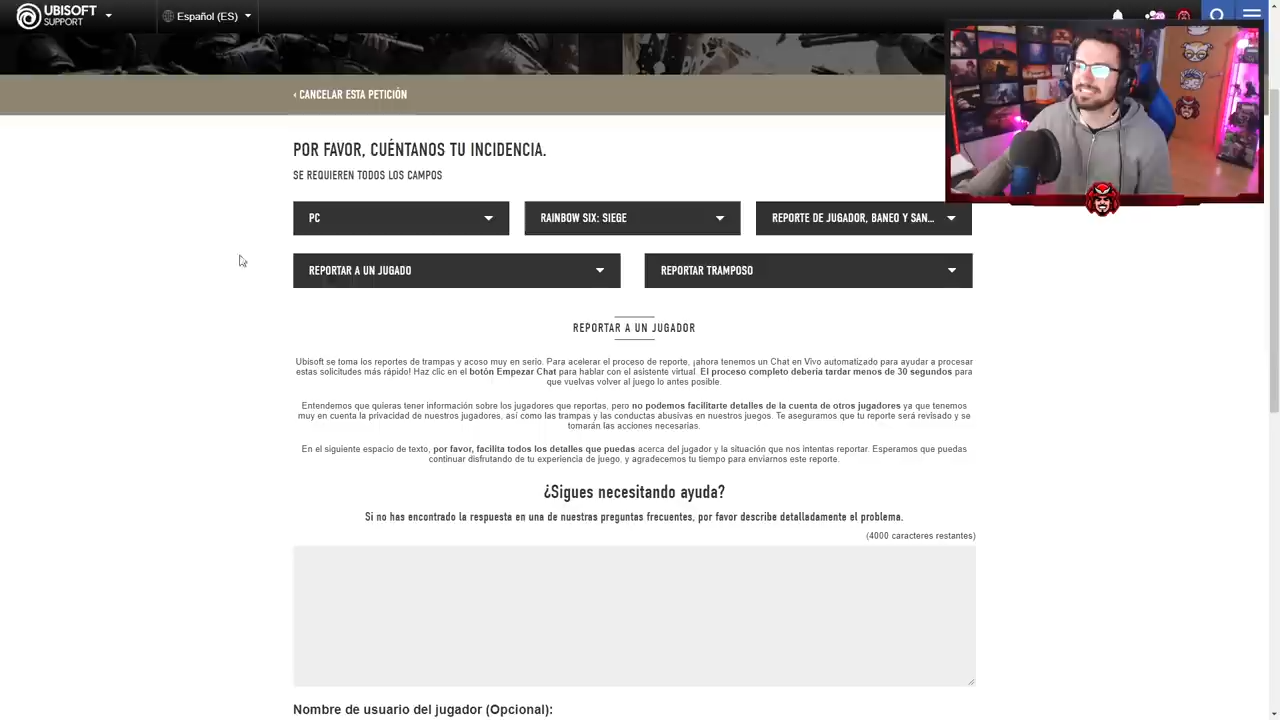 UBISOFT
SUPPORT
Español (ES)
‹ CANCELAR ESTA PETICIÓN
POR FAVOR, CUÉNTANOS TU INCIDENCIA.
SE REQUIEREN TODOS LOS CAMPOS
PC
RAINBOW SIX: SIEGE
REPORTE DE JUGADOR, BANEO Y SAN...
REPORTAR A UN JUGADO
REPORTAR TRAMPOSO
REPORTAR A UN JUGADOR
Ubisoft se toma los reportes de trampas y acoso muy en serio. Para acelerar el proceso de reporte, ¡ahora tenemos un Chat en Vivo automatizado para ayudar a procesar
estas solicitudes más rápido! Haz clic en el botón Empezar Chat para hablar con el asistente virtual. El proceso completo debería tardar menos de 30 segundos para
que vuelvas volver al juego lo antes posible.
Entendemos que quieras tener información sobre los jugadores que reportas, pero no podemos facilitarte detalles de la cuenta de otros jugadores ya que tenemos
muy en cuenta la privacidad de nuestros jugadores, así como las trampas y las conductas abusivas en nuestros juegos. Te aseguramos que tu reporte será revisado y se
tomarán las acciones necesarias.
En el siguiente espacio de texto, por favor, facilita todos los detalles que puedas acerca del jugador y la situación que nos intentas reportar. Esperamos que puedas
continuar disfrutando de tu experiencia de juego, y agradecemos tu tiempo para enviarnos este reporte.
¿Sigues necesitando ayuda?
Si no has encontrado la respuesta en una de nuestras preguntas frecuentes, por favor describe detalladamente el problema.
(4000 caracteres restantes)
Nombre de usuario del jugador (Opcional):